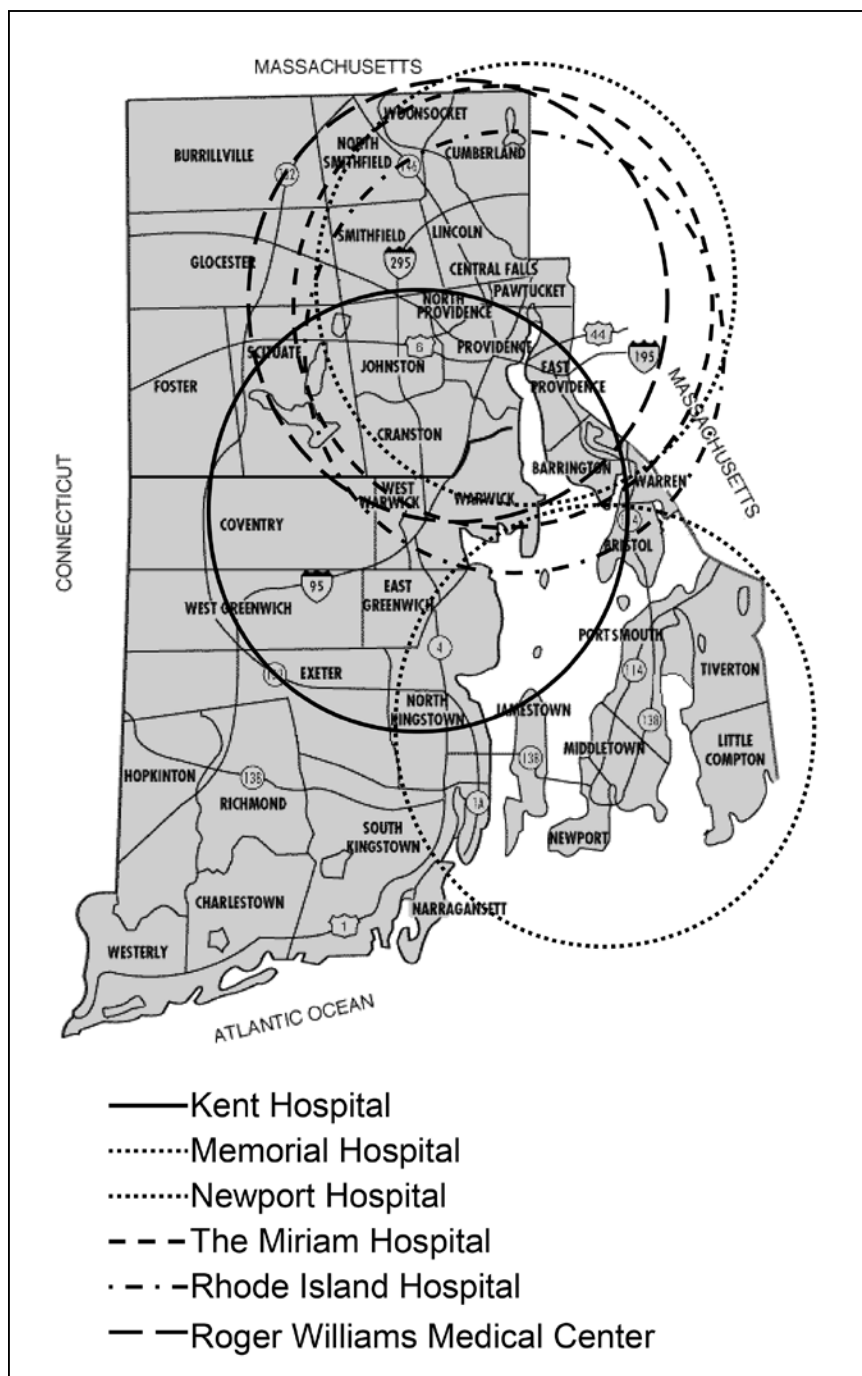 MASSACHUSETTS
WOONSOCKET
NORTH
SMITHFIELD
BURRILLVILLE
CUMBERLAND
102
146
SMITHFIELD
LINCOLN
GLOCESTER
295
CENTRAL FALLS
PAWTUCKET
NORTH
PROVIDENCE
44
SCITUATE
6
PROVIDENCE
195
JOHNSTON
EAST
PROVIDENCE
FOSTER
MASSACHUSETTS
CRANSTON
BARRINGTON
WARREN
CONNECTICUT
WEST
WARWICK
WARWICK
COVENTRY
114
BRISTOL
95
EAST
GREENWICH
WEST GREENWICH
PORTSMOUTH
4
114
TIVERTON
EXETER
NORTH
KINGSTOWN
JAMESTOWN
138
MIDDLETOWN
LITTLE
COMPTON
HOPKINTON
138
138
RICHMOND
1A
SOUTH
KINGSTOWN
NEWPORT
CHARLESTOWN
NARRAGANSETT
1
WESTERLY
ATLANTIC OCEAN
Kent Hospital
Memorial Hospital
Newport Hospital
The Miriam Hospital
Rhode Island Hospital
Roger Williams Medical Center